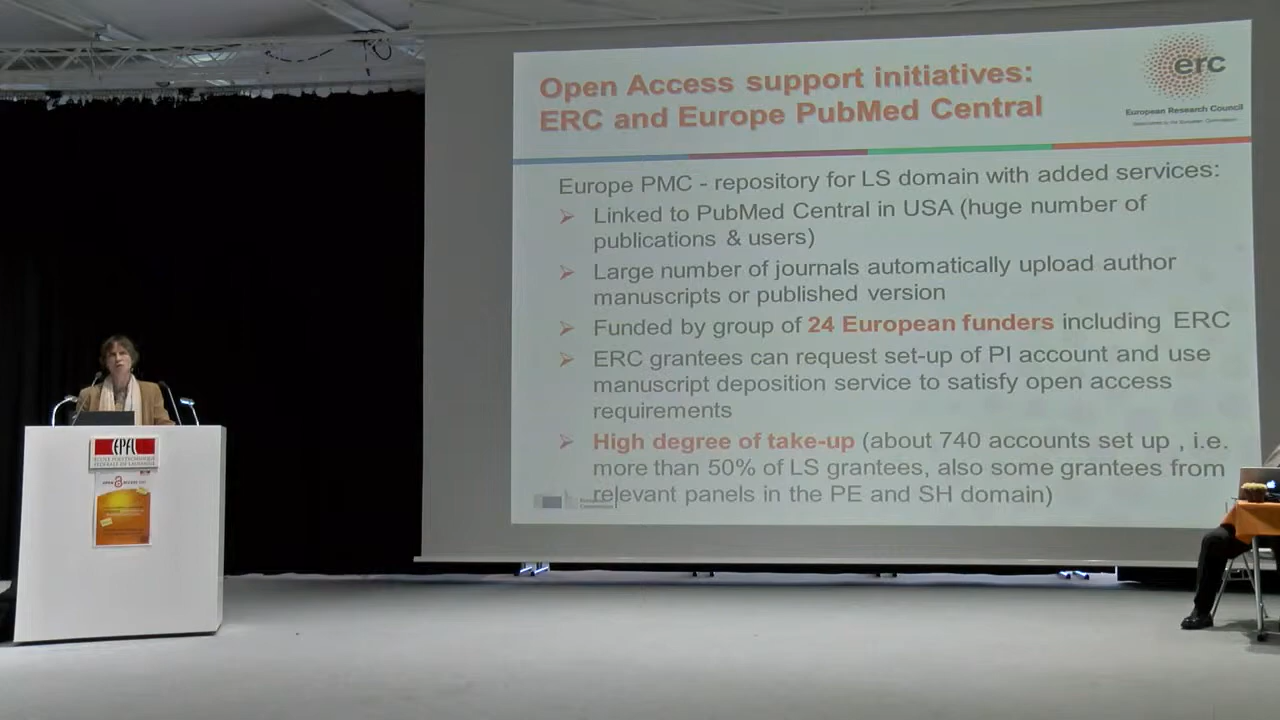 Open Access support initiatives:
ERC and Europe PubMed Central
erc
European Research Council
Europe PMC - repository for LS domain with added services:
Linked to PubMed Central in USA (huge number of
publications & users)
Large number of journals automatically upload author
manuscripts or published version
Funded by group of 24 European funders including ERC
ERC grantees can request set-up of PI account and use
manuscript deposition service to satisfy open access
requirements
High degree of take-up (about 740 accounts set up , i.e.
more than 50% of LS grantees, also some grantees from
relevant panels in the PE and SH domain)
EPFL
ÉCOLE POLYTECHNIQUE
FÉDÉRALE DE LAUSANNE